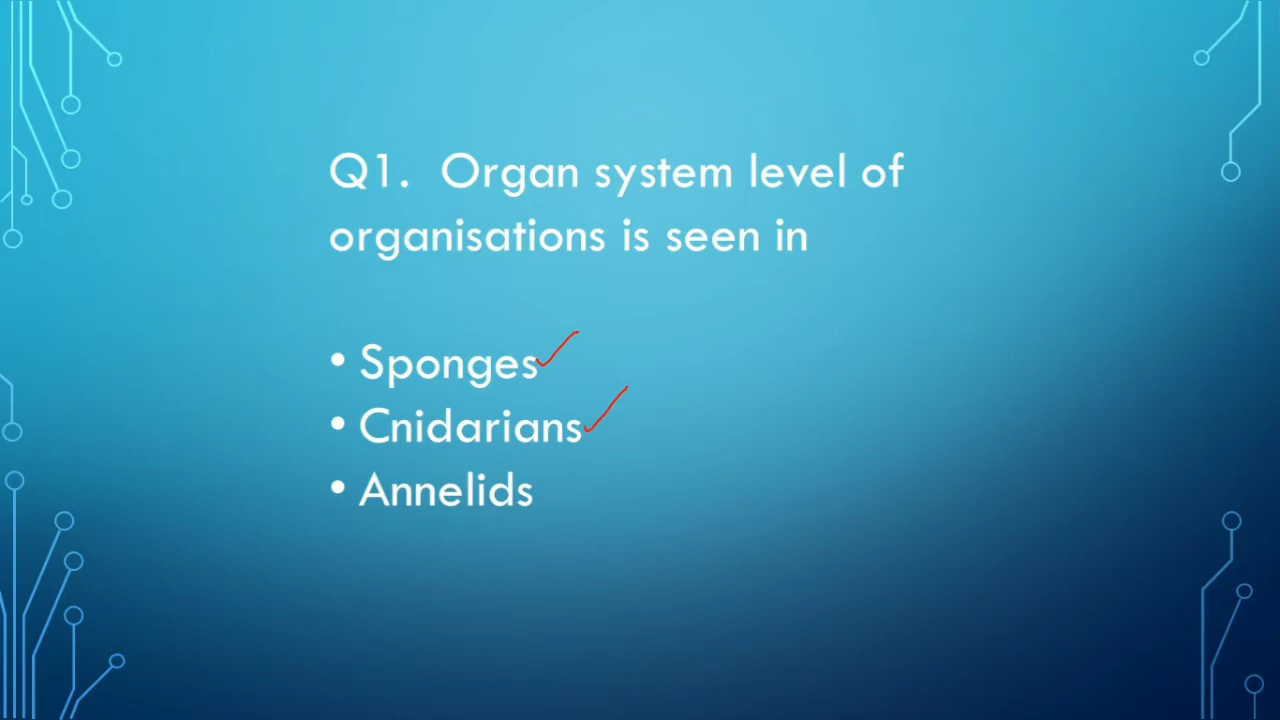 Q1. Organ system level of
organisations is seen in
• Sponges
• Cnidarians
• Annelids